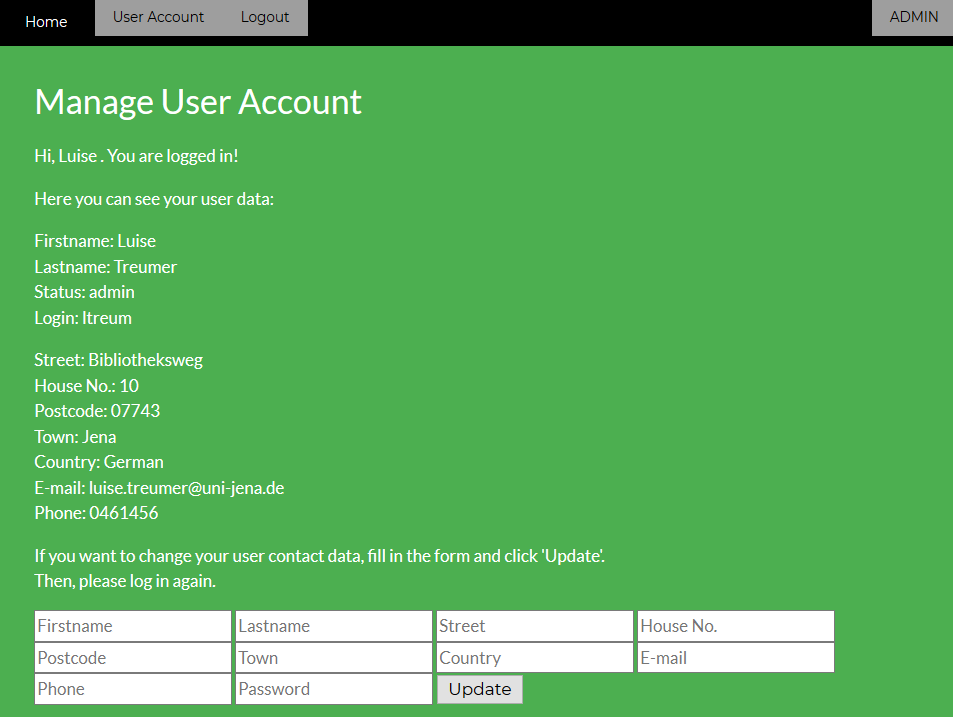 Home User Account Logout ADMIN
Manage User Account
Hi, Luise . You are logged in!
Here you can see your user data:
Firstname: Luise
Lastname: Treumer
Status: admin
Login: ltreum
Street: Bibliotheksweg
House No.: 10
Postcode: 07743
Town: Jena
Country: German
E-mail: luise.treumer@uni-jena.de
Phone: 0461456
If you want to change your user contact data, fill in the form and click 'Update'.
Then, please log in again.
Firstname Lastname Street House No.
Postcode Town Country E-mail
Phone Password Update